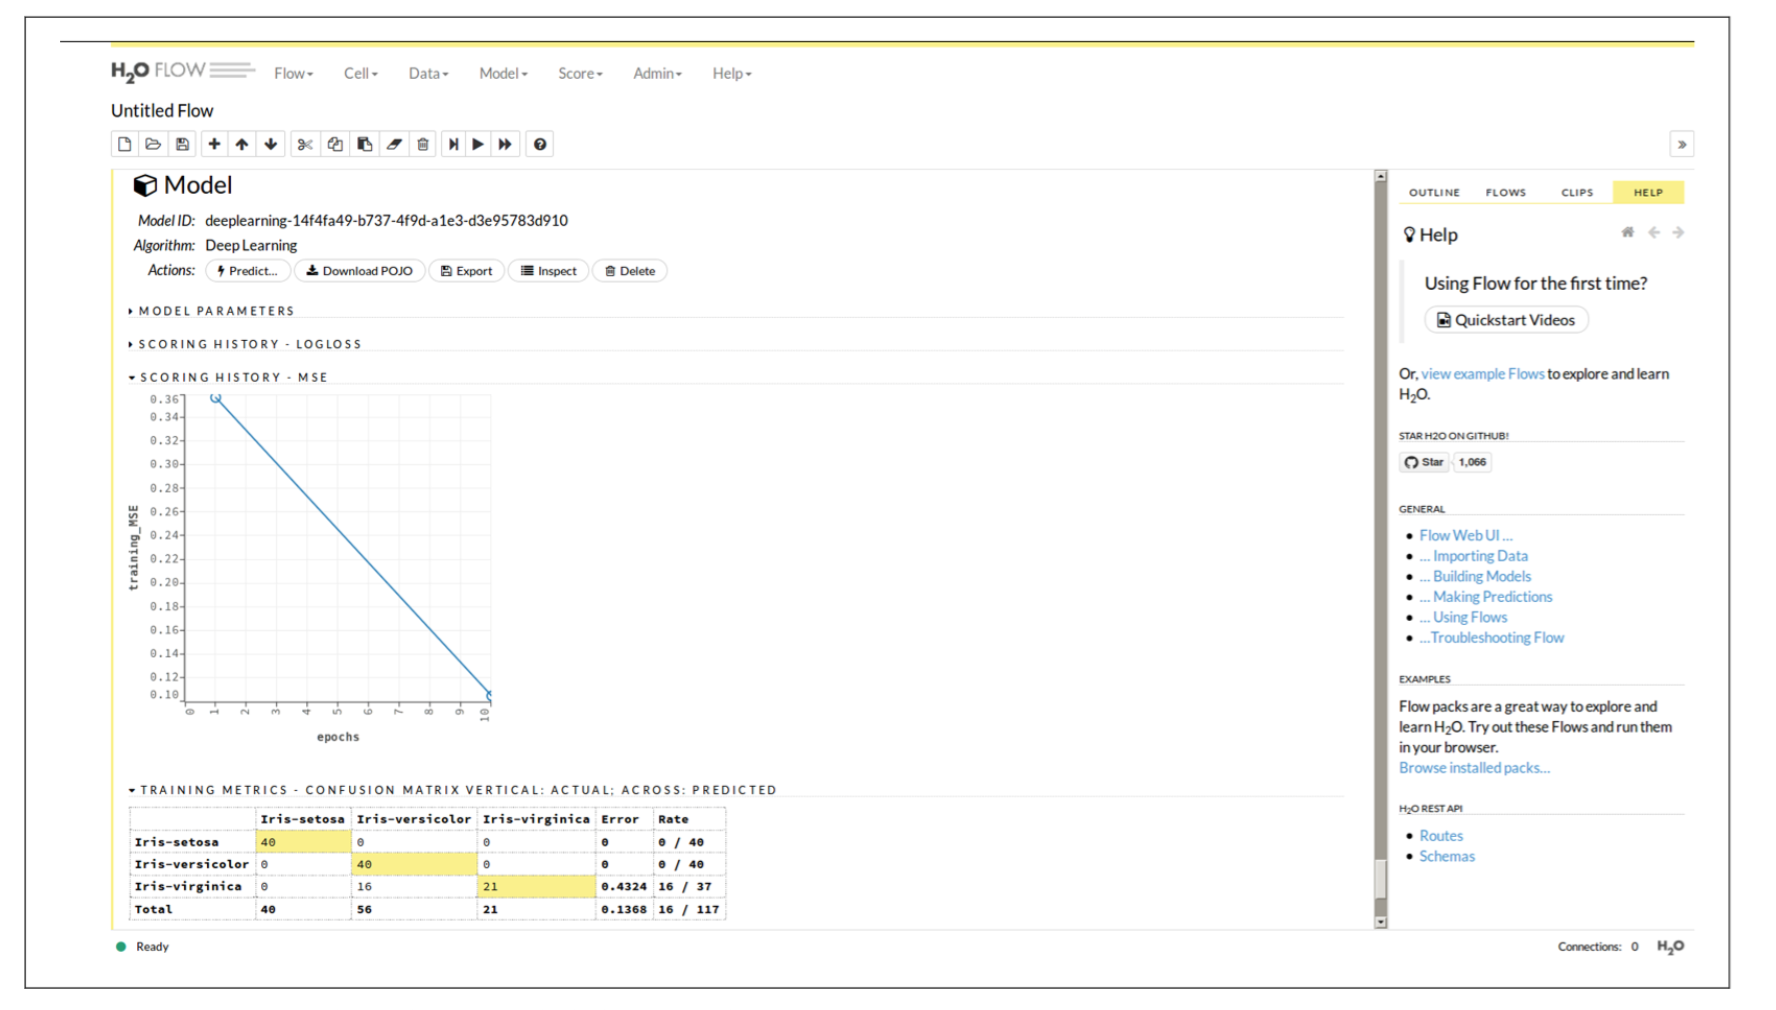 H2O FLOW Flow Cell Data Model Score Admin Help
Untitled Flow
Model
Model ID: deeplearning-14f4fa49-b737-4f9d-a1e3-d3e95783d910
Algorithm: Deep Learning
Actions: Predict... Download POJO Export Inspect Delete
MODEL PARAMETERS
SCORING HISTORY - LOGLOSS
SCORING HISTORY - MSE
0.36
0.34
0.32
0.30
0.28
0.26
0.24
0.22
0.20
0.18
0.16
0.14
0.12
0.10
training_MSE
0 1 2 3 4 5 6 7 8 9 10
epochs
TRAINING METRICS - CONFUSION MATRIX VERTICAL: ACTUAL; ACROSS: PREDICTED
Iris-setosa Iris-versicolor Iris-virginica Error Rate
Iris-setosa 40 0 0 0 0 / 40
Iris-versicolor 0 40 0 0 0 / 40
Iris-virginica 0 16 21 0.4324 16 / 37
Total 40 56 21 0.1368 16 / 117
OUTLINE FLOWS CLIPS HELP
Help
Using Flow for the first time?
Quickstart Videos
Or, view example Flows to explore and learn
H2O.
STAR H2O ON GITHUB!
Star 1,066
GENERAL
Flow Web UI ...
... Importing Data
... Building Models
... Making Predictions
... Using Flows
...Troubleshooting Flow
EXAMPLES
Flow packs are a great way to explore and
learn H2O. Try out these Flows and run them
in your browser.
Browse installed packs...
H2O REST API
Routes
Schemas
Ready
Connections: 0 H2O